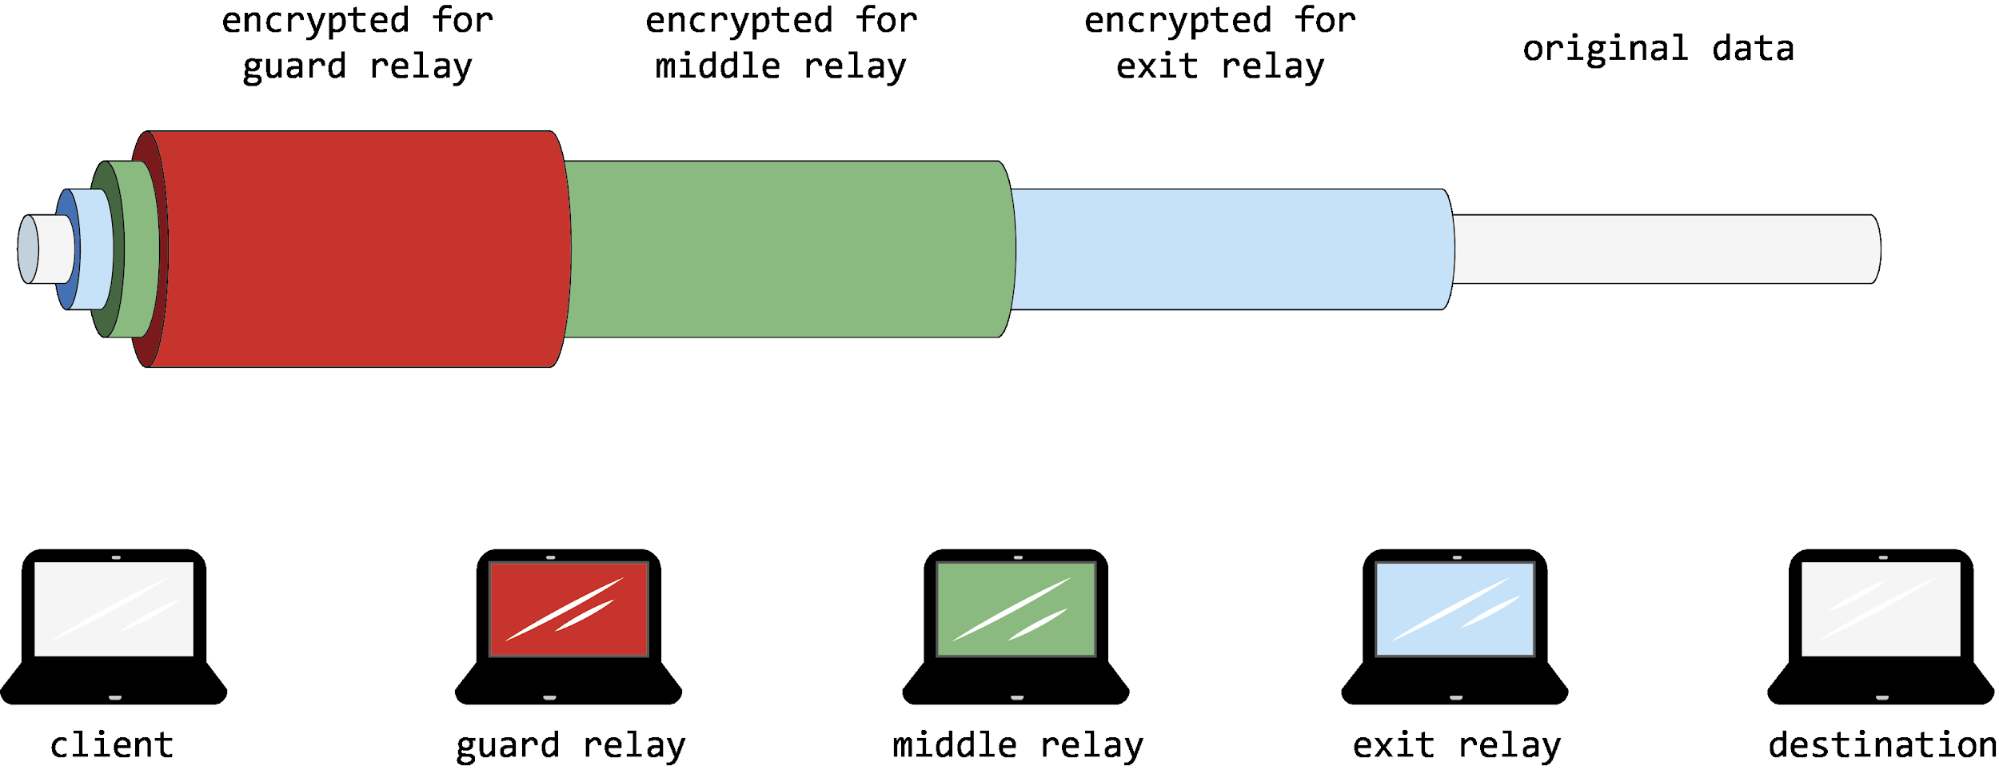 encrypted for
guard relay
encrypted for
middle relay
encrypted for
exit relay
original data
client
guard relay
middle relay
exit relay
destination